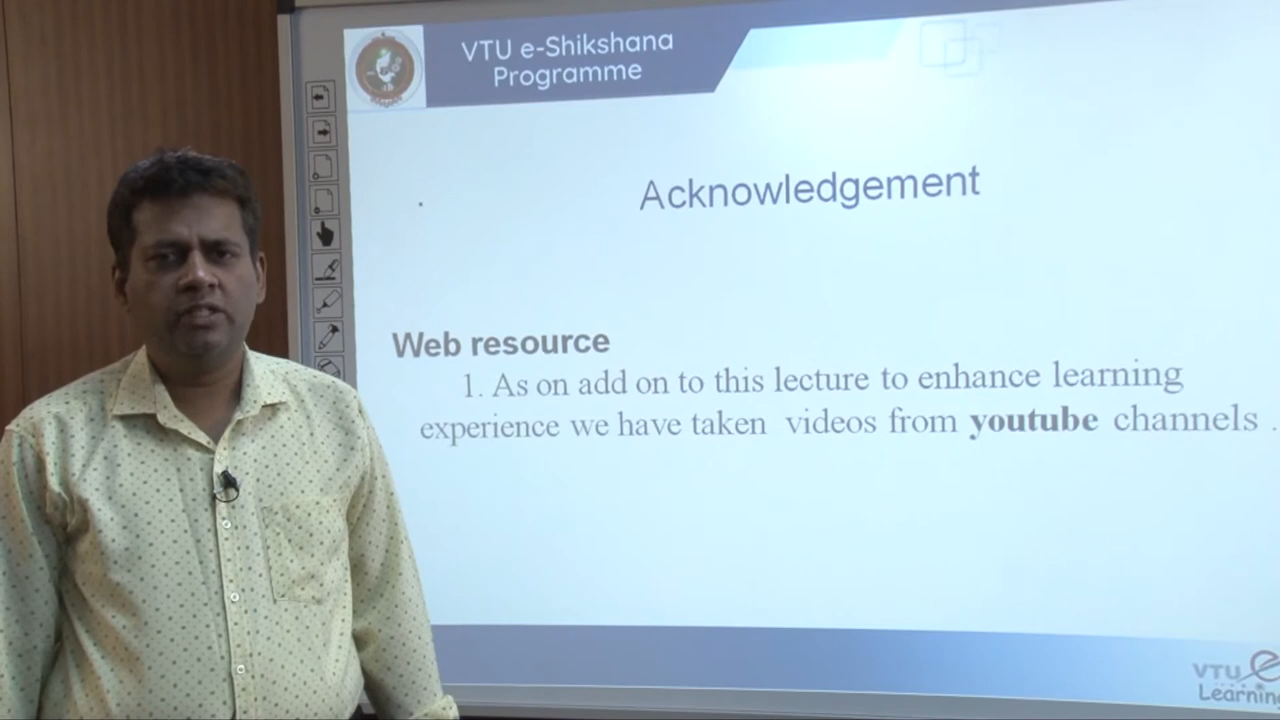 VTU e-Shikshana
Programme
Acknowledgement
Web resource
1. As on add on to this lecture to enhance learning
experience we have taken videos from youtube channels .
VTU e
Learning